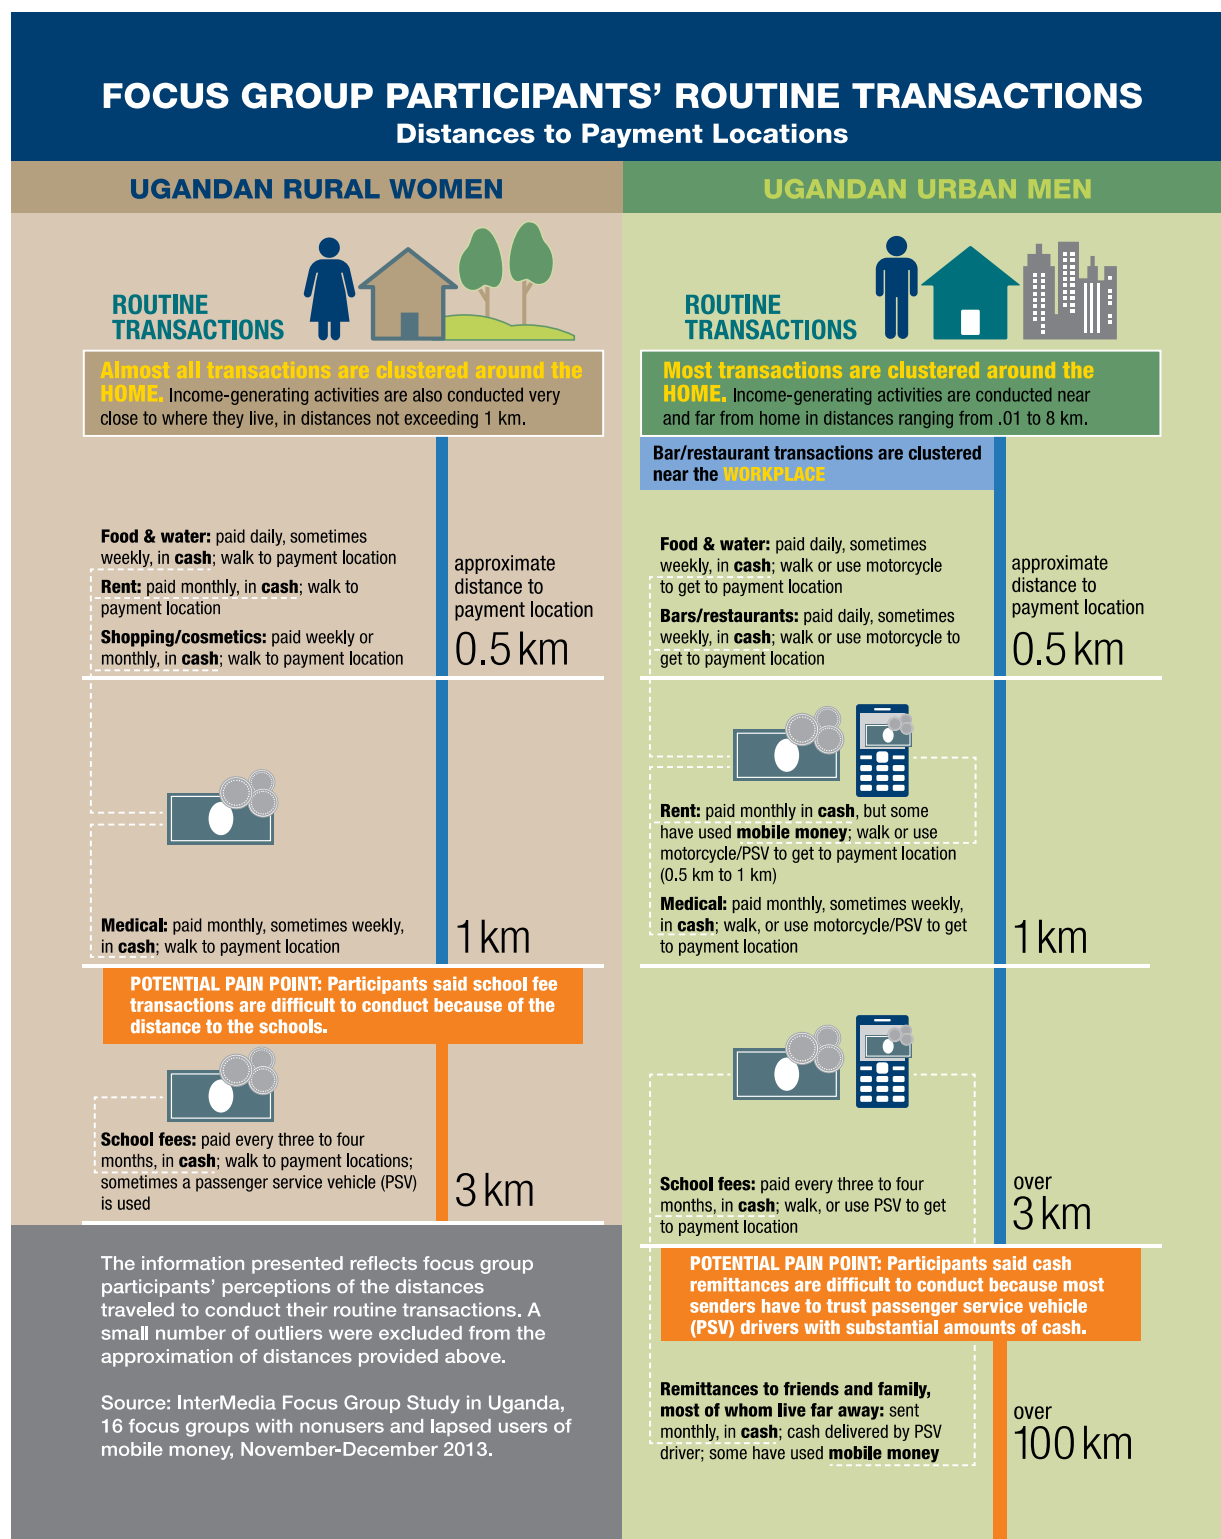 FOCUS GROUP PARTICIPANTS’ ROUTINE TRANSACTIONS
Distances to Payment Locations
UGANDAN RURAL WOMEN
ROUTINE
TRANSACTIONS
Almost all transactions are clustered around the
HOME. Income-generating activities are also conducted very
close to where they live, in distances not exceeding 1 km.
Food & water: paid daily, sometimes
weekly, in cash; walk to payment location
Rent: paid monthly, in cash; walk to
payment location
Shopping/cosmetics: paid weekly or
monthly, in cash; walk to payment location
approximate
distance to
payment location
0.5 km
Medical: paid monthly, sometimes weekly,
in cash; walk to payment location
1 km
POTENTIAL PAIN POINT: Participants said school fee
transactions are difficult to conduct because of the
distance to the schools.
School fees: paid every three to four
months, in cash; walk to payment locations;
sometimes a passenger service vehicle (PSV)
is used
3 km
The information presented reflects focus group
participants’ perceptions of the distances
traveled to conduct their routine transactions. A
small number of outliers were excluded from the
approximation of distances provided above.
Source: InterMedia Focus Group Study in Uganda,
16 focus groups with nonusers and lapsed users of
mobile money, November-December 2013.
UGANDAN URBAN MEN
ROUTINE
TRANSACTIONS
Most transactions are clustered around the
HOME. Income-generating activities are conducted near
and far from home in distances ranging from .01 to 8 km.
Bar/restaurant transactions are clustered
near the WORKPLACE
Food & water: paid daily, sometimes
weekly, in cash; walk or use motorcycle
to get to payment location
Bars/restaurants: paid daily, sometimes
weekly, in cash; walk or use motorcycle to
get to payment location
approximate
distance to
payment location
0.5 km
Rent: paid monthly in cash, but some
have used mobile money; walk or use
motorcycle/PSV to get to payment location
(0.5 km to 1 km)
Medical: paid monthly, sometimes weekly,
in cash; walk, or use motorcycle/PSV to get
to payment location
1 km
School fees: paid every three to four
months, in cash; walk, or use PSV to get
to payment location
over
3 km
POTENTIAL PAIN POINT: Participants said cash
remittances are difficult to conduct because most
senders have to trust passenger service vehicle
(PSV) drivers with substantial amounts of cash.
Remittances to friends and family,
most of whom live far away: sent
monthly, in cash; cash delivered by PSV
driver; some have used mobile money
over
100 km